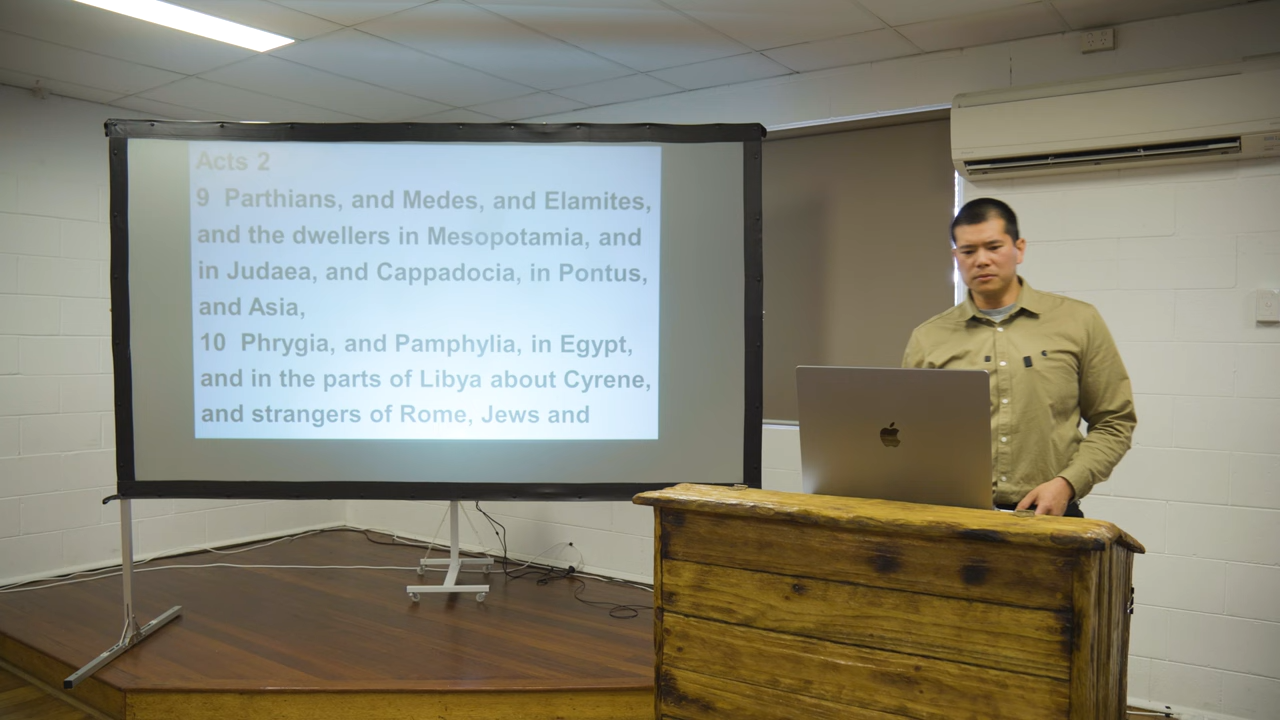 Acts 2
9 Parthians, and Medes, and Elamites,
and the dwellers in Mesopotamia, and
in Judaea, and Cappadocia, in Pontus,
and Asia,
10 Phrygia, and Pamphylia, in Egypt,
and in the parts of Libya about Cyrene,
and strangers of Rome, Jews and